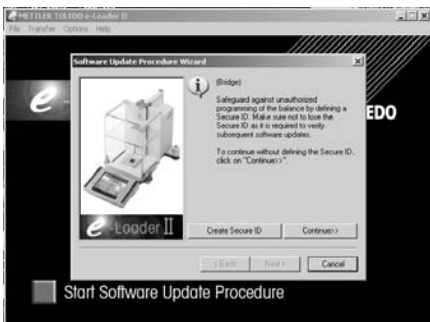 METTLER TOLEDO e-Loader II
File Transfer Options Help
Software Update Procedure Wizard
(Bridge)
Safeguard against unauthorized
programming of the balance by defining a
Secure ID. Make sure not to lose the
Secure ID as it is required to verify
subsequent software updates.
To continue without defining the Secure ID,
click on "Continue>>".
e
EDO
e-Loader II
Create Secure ID
Continue>>
< Back
Next >
Cancel
Start Software Update Procedure